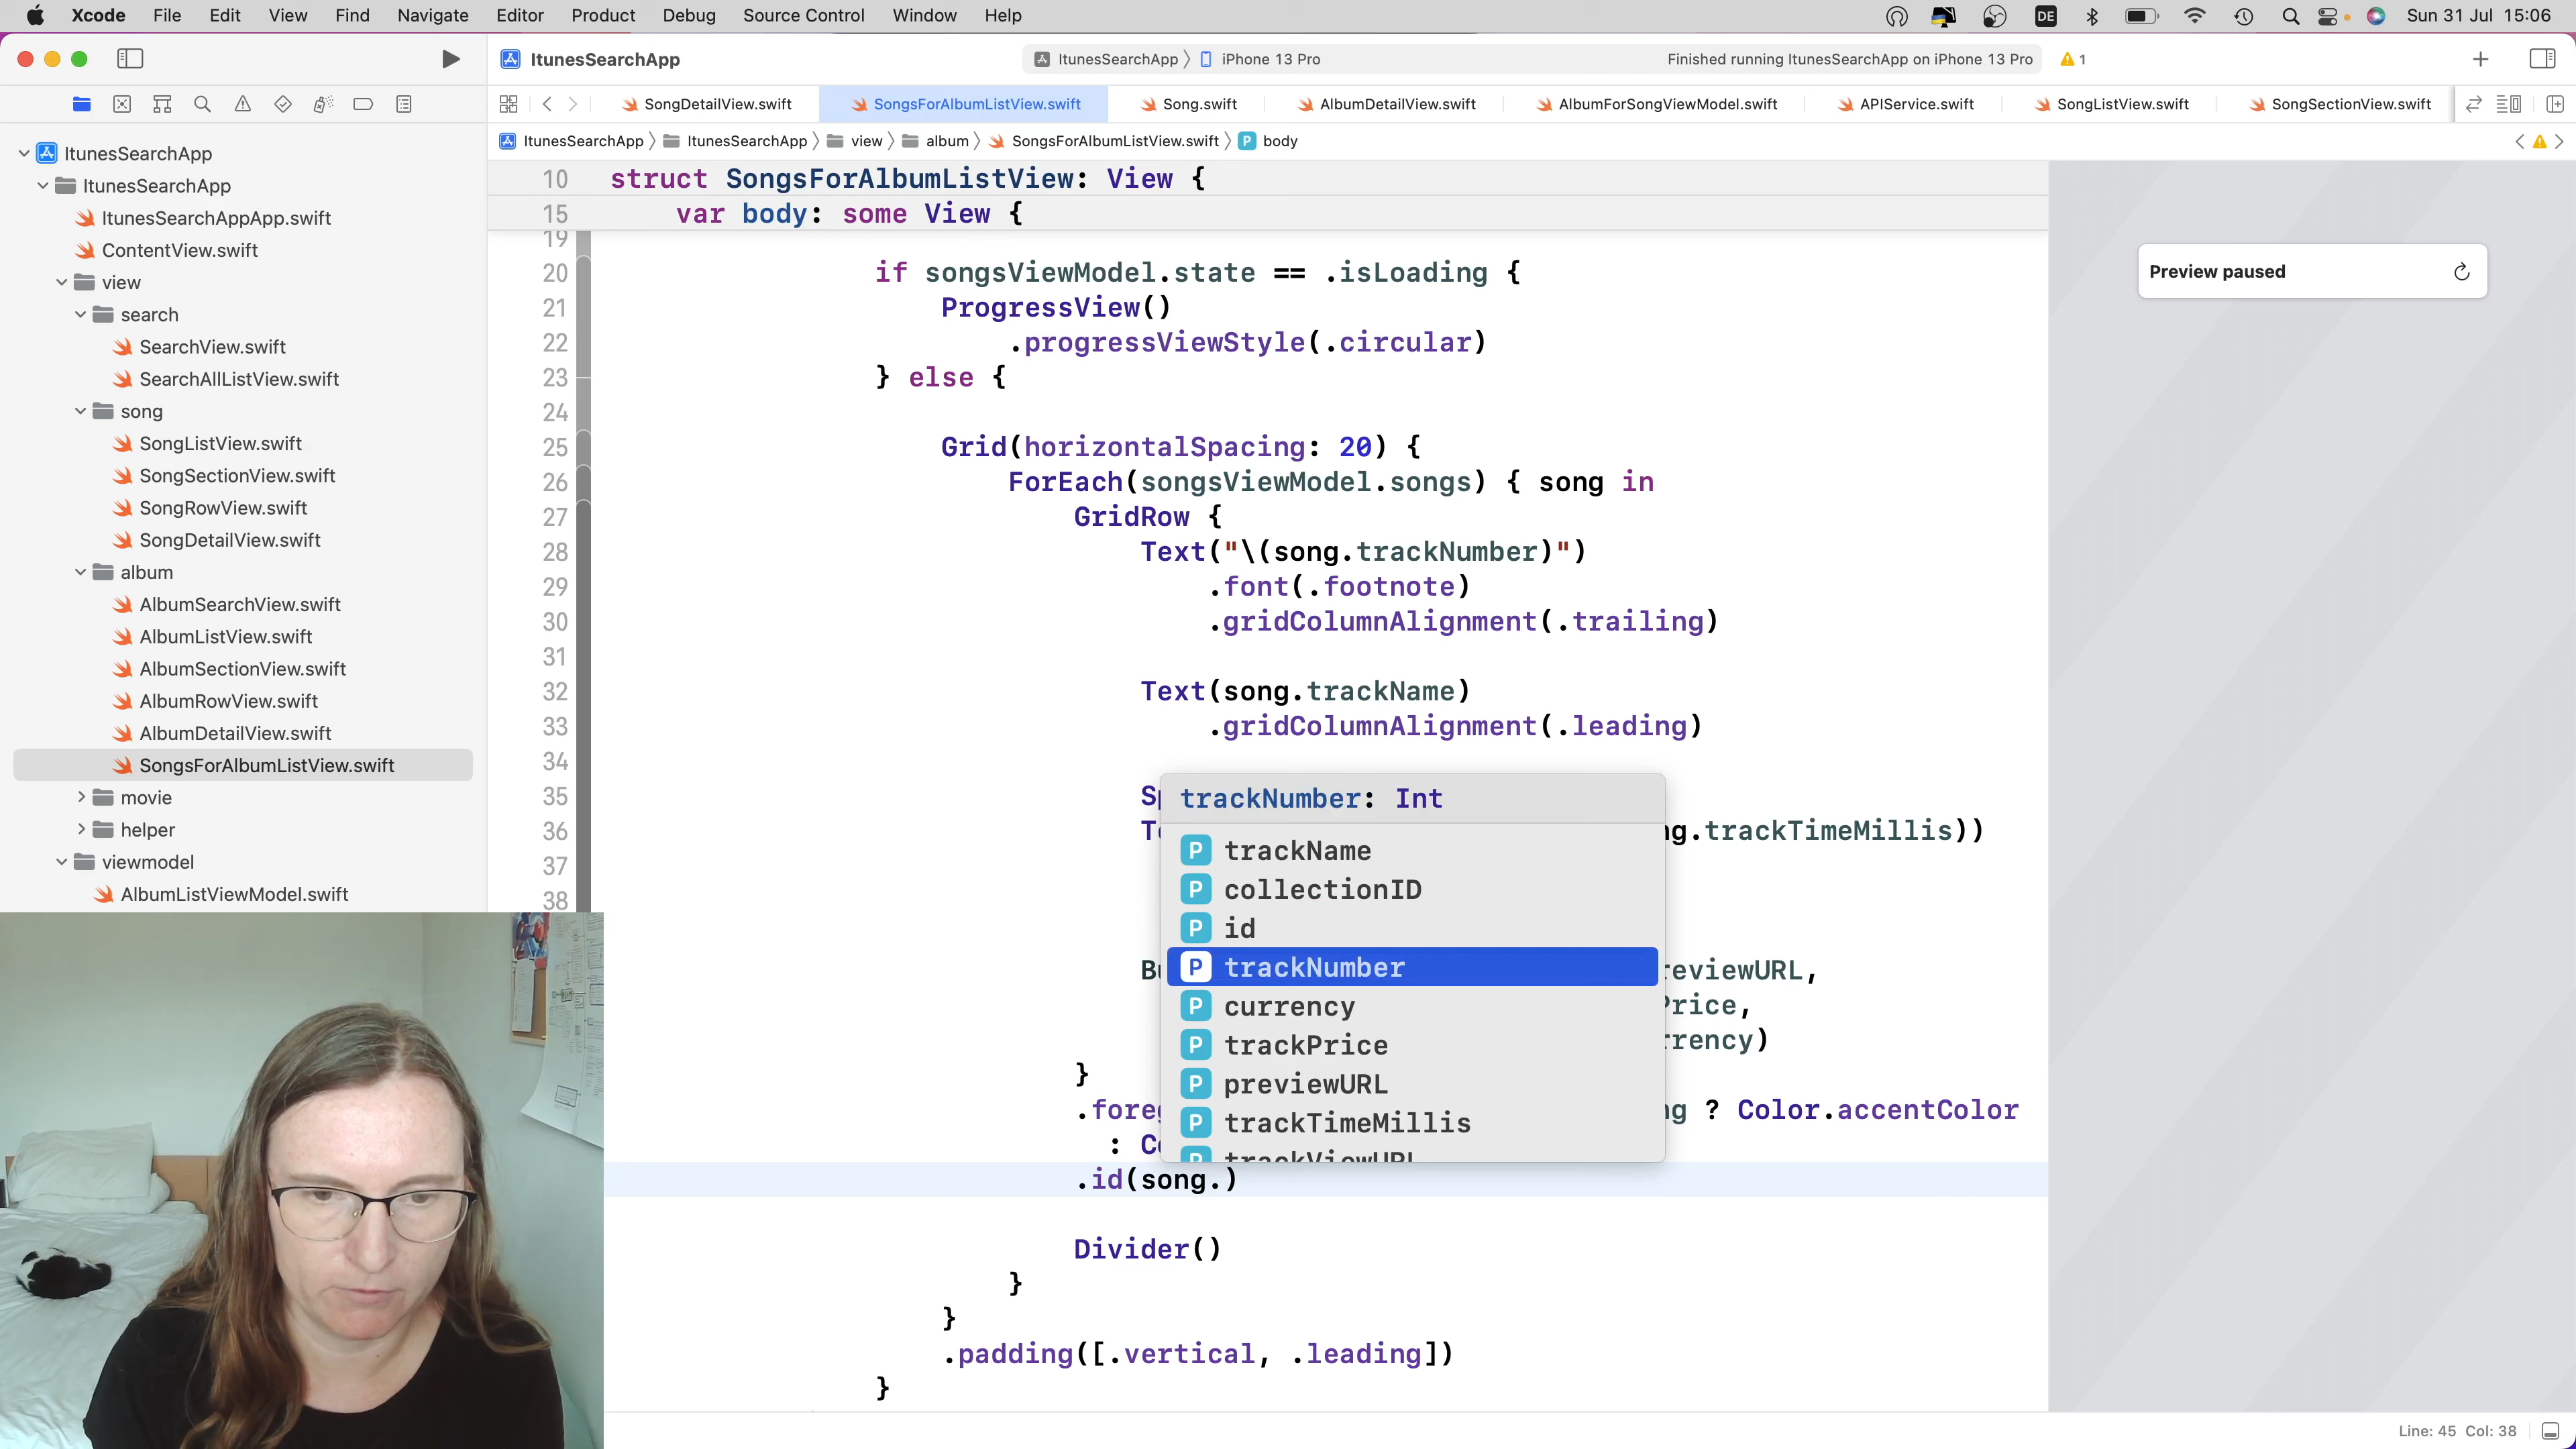 Xcode File Edit View Find Navigate Editor Product Debug Source Control Window Help DE Sun 31 Jul 15:06
ItunesSearchApp ItunesSearchApp iPhone 13 Pro Finished running ItunesSearchApp on iPhone 13 Pro 1
SongDetailView.swift SongsForAlbumListView.swift Song.swift AlbumDetailView.swift AlbumForSongViewModel.swift APIService.swift SongListView.swift SongSectionView.swift
ItunesSearchApp ItunesSearchApp view album SongsForAlbumListView.swift P body
ItunesSearchApp
ItunesSearchApp
ItunesSearchAppApp.swift
ContentView.swift
view
search
SearchView.swift
SearchAllListView.swift
song
SongListView.swift
SongSectionView.swift
SongRowView.swift
SongDetailView.swift
album
AlbumSearchView.swift
AlbumListView.swift
AlbumSectionView.swift
AlbumRowView.swift
AlbumDetailView.swift
SongsForAlbumListView.swift
movie
helper
viewmodel
AlbumListViewModel.swift
10 struct SongsForAlbumListView: View {
15 var body: some View {
19
20 if songsViewModel.state == .isLoading {
21 ProgressView()
22 .progressViewStyle(.circular)
23 } else {
24
25 Grid(horizontalSpacing: 20) {
26 ForEach(songsViewModel.songs) { song in
27 GridRow {
28 Text("\(song.trackNumber)")
29 .font(.footnote)
30 .gridColumnAlignment(.trailing)
31
32 Text(song.trackName)
33 .gridColumnAlignment(.leading)
34
35
36 .trackTimeMillis))
37
38
reviewURL,
Price,
rrency)
}
? Color.accentColor
:
.id(song.)
Divider()
}
}
.padding([.vertical, .leading])
}
trackNumber: Int
P trackName
P collectionID
P id
P trackNumber
P currency
P trackPrice
P previewURL
P trackTimeMillis
P trackViewURL
Preview paused
Line: 45 Col: 38